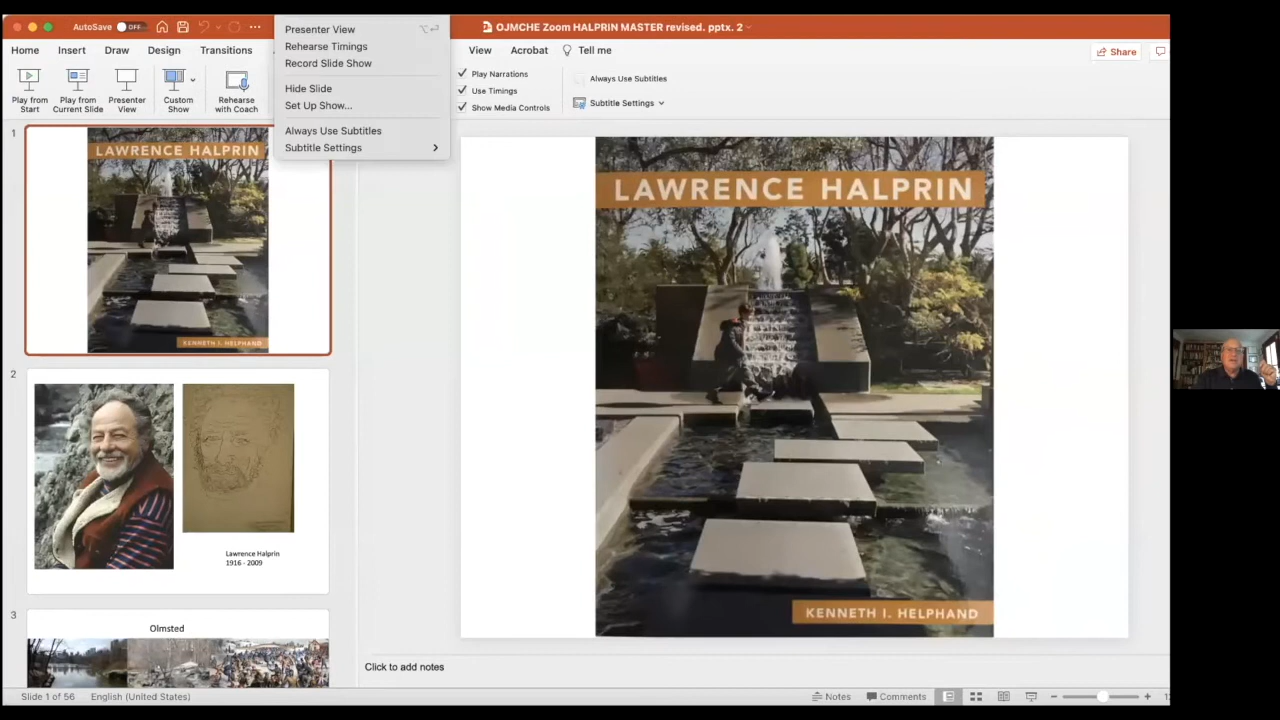 AutoSave OFF
OJMCHE Zoom HALPRIN MASTER revised. pptx. 2
Home Insert Draw Design Transitions View Acrobat Tell me
Share
Play from Start
Play from Current Slide
Presenter View
Custom Show
Rehearse with Coach
Presenter View
Rehearse Timings
Record Slide Show
Hide Slide
Set Up Show...
Always Use Subtitles
Subtitle Settings
Play Narrations
Use Timings
Show Media Controls
Always Use Subtitles
Subtitle Settings
1
LAWRENCE HALPRIN
KENNETH I. HELPHAND
2
Lawrence Halprin
1916 - 2009
3
Olmsted
LAWRENCE HALPRIN
KENNETH I. HELPHAND
Click to add notes
Slide 1 of 56 English (United States) Notes Comments